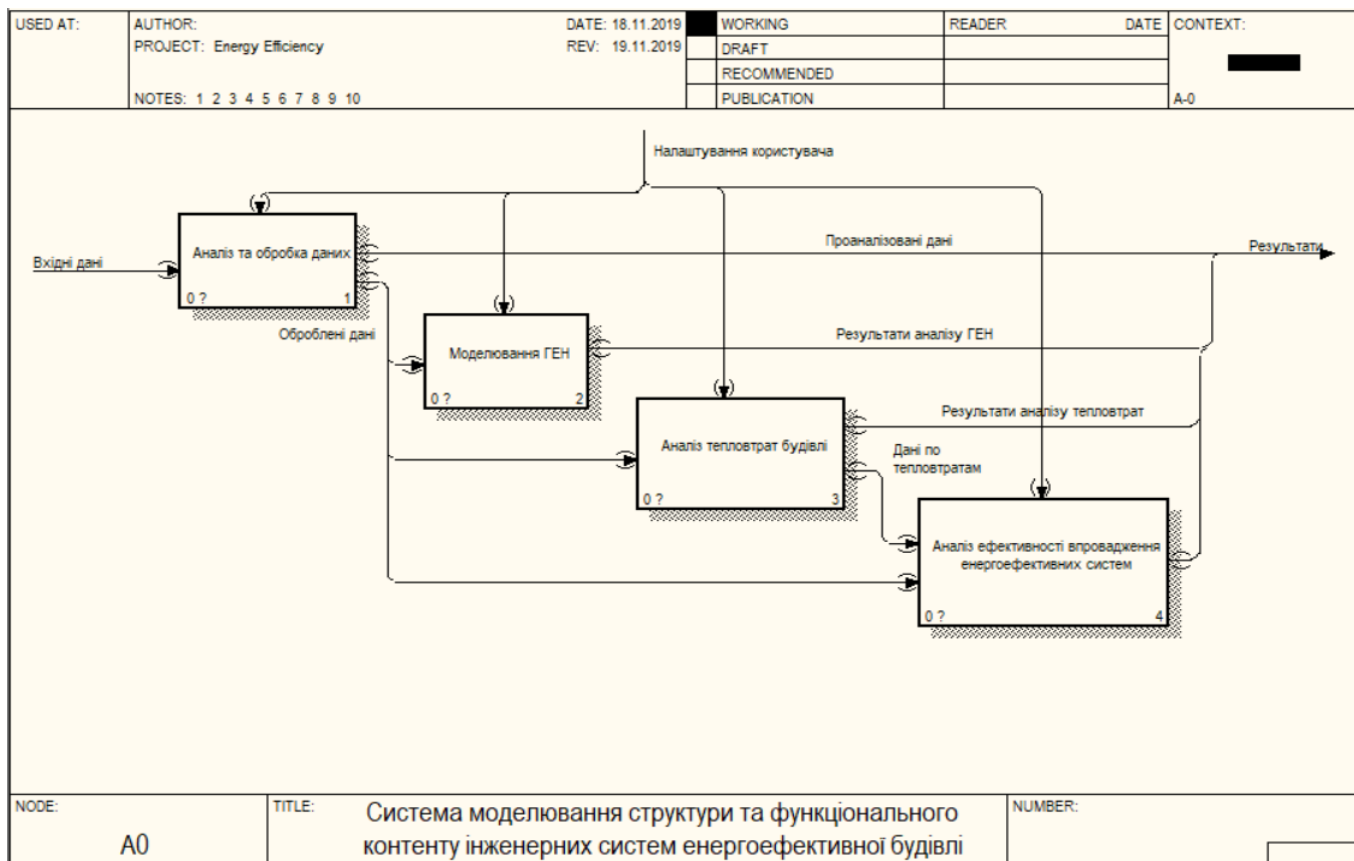 USED AT:
AUTHOR:
DATE: 18.11.2019
PROJECT: Energy Efficiency
REV: 19.11.2019
NOTES: 1 2 3 4 5 6 7 8 9 10
WORKING
DRAFT
RECOMMENDED
PUBLICATION
READER
DATE
CONTEXT:
A-0
Налаштування користувача
Вхідні дані
Аналіз та обробка даних
0 ?
1
Проаналізовані дані
Результати
Оброблені дані
Моделювання ГЕН
0 ?
2
Результати аналізу ГЕН
Аналіз тепловтрат будівлі
0 ?
3
Результати аналізу тепловтрат
Дані по
тепловтратам
Аналіз ефективності впровадження
енергоефективних систем
0 ?
4
NODE:
A0
TITLE:
Система моделювання структури та функціонального
контенту інженерних систем енергоефективної будівлі
NUMBER: